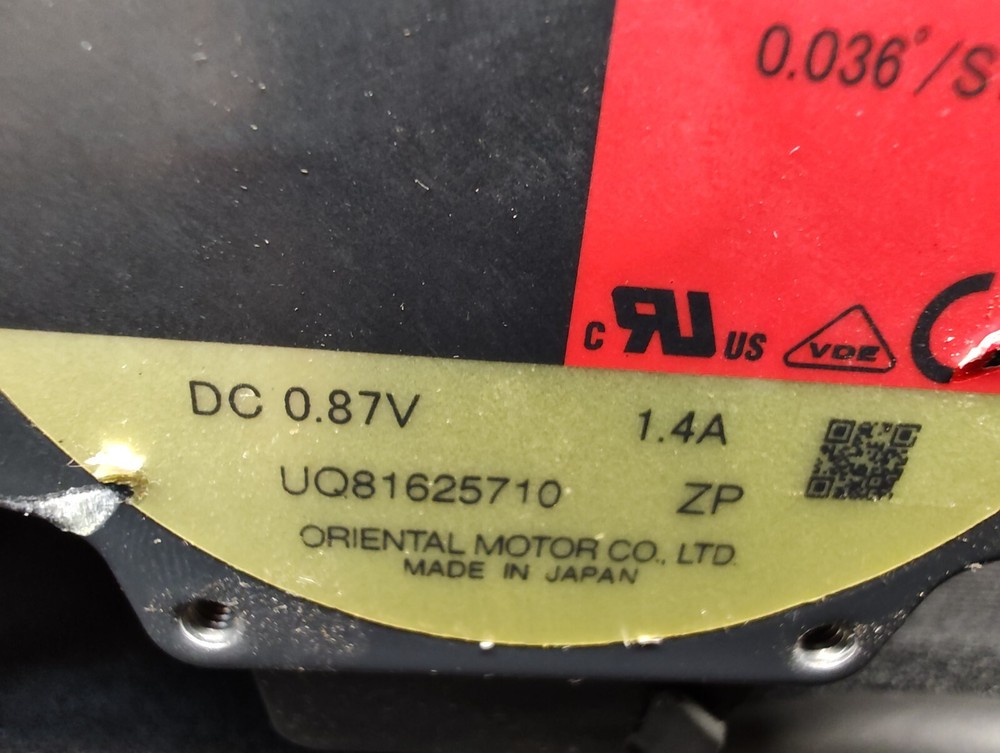 0.036°/S
C RU US VDE C
DC 0.87V 1.4A
UQ81625710 ZP
ORIENTAL MOTOR CO., LTD.
MADE IN JAPAN